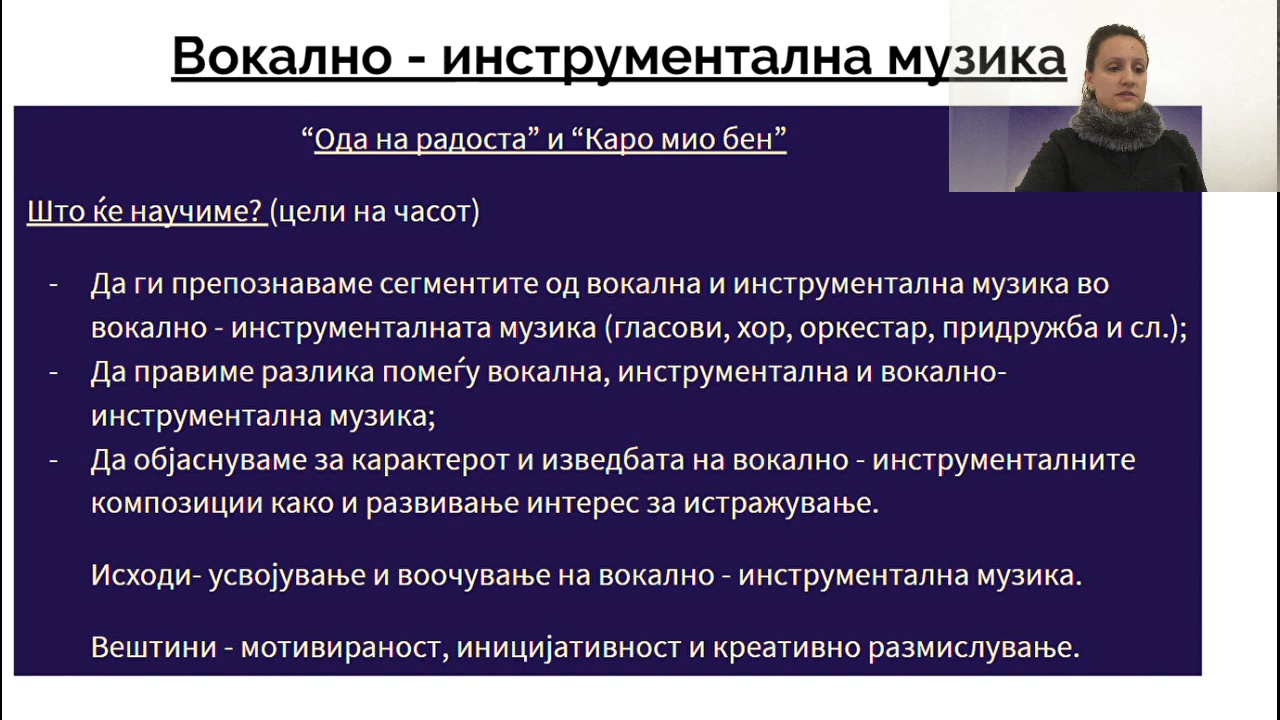 Вокално - инструментална музика
“Ода на радоста” и “Каро мио бен”
Што ќе научиме? (цели на часот)
- Да ги препознаваме сегментите од вокална и инструментална музика во
вокално - инструменталната музика (гласови, хор, оркестар, придружба и сл.);
- Да правиме разлика помеѓу вокална, инструментална и вокално-
инструментална музика;
- Да објаснуваме за карактерот и изведбата на вокално - инструменталните
композиции како и развивање интерес за истражување.
Исходи- усвојување и воочување на вокално - инструментална музика.
Вештини - мотивираност, иницијативност и креативно размислување.